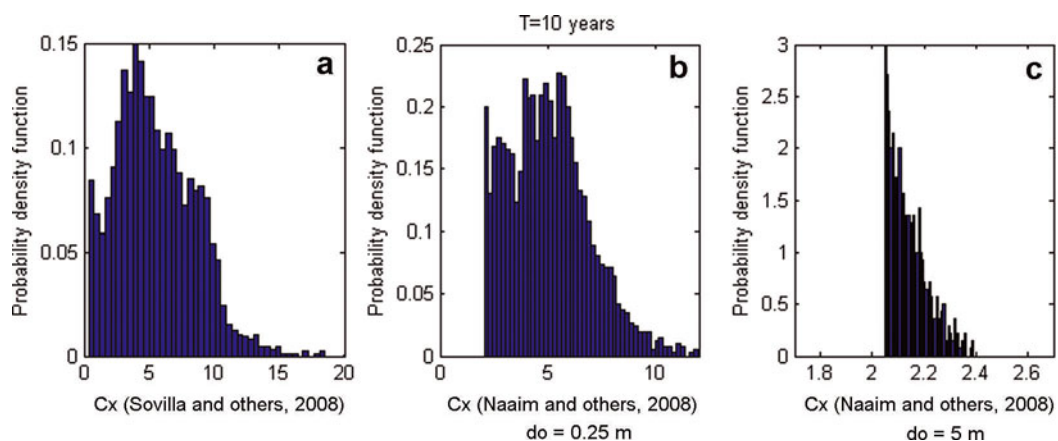 T=10 years
a
Probability density function
0.15
0.1
0.05
0
0
5
10
15
20
Cx (Sovilla and others, 2008)
b
Probability density function
0.25
0.2
0.15
0.1
0.05
0
0
5
10
Cx (Naaim and others, 2008)
do = 0.25 m
c
Probability density function
3
2.5
2
1.5
1
0.5
0
1.8
2
2.2
2.4
2.6
Cx (Naaim and others, 2008)
do = 5 m